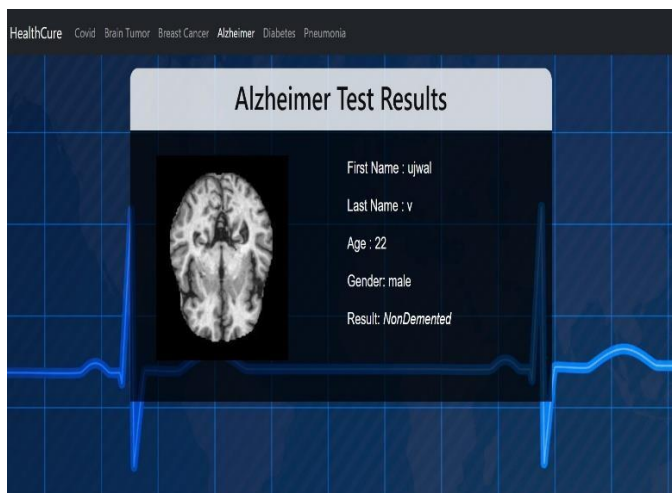 HealthCure Covid Brain Tumor Breast Cancer Alzheimer Diabetes Pneumonia
Alzheimer Test Results
First Name : ujwal
Last Name : v
Age : 22
Gender: male
Result: NonDemented